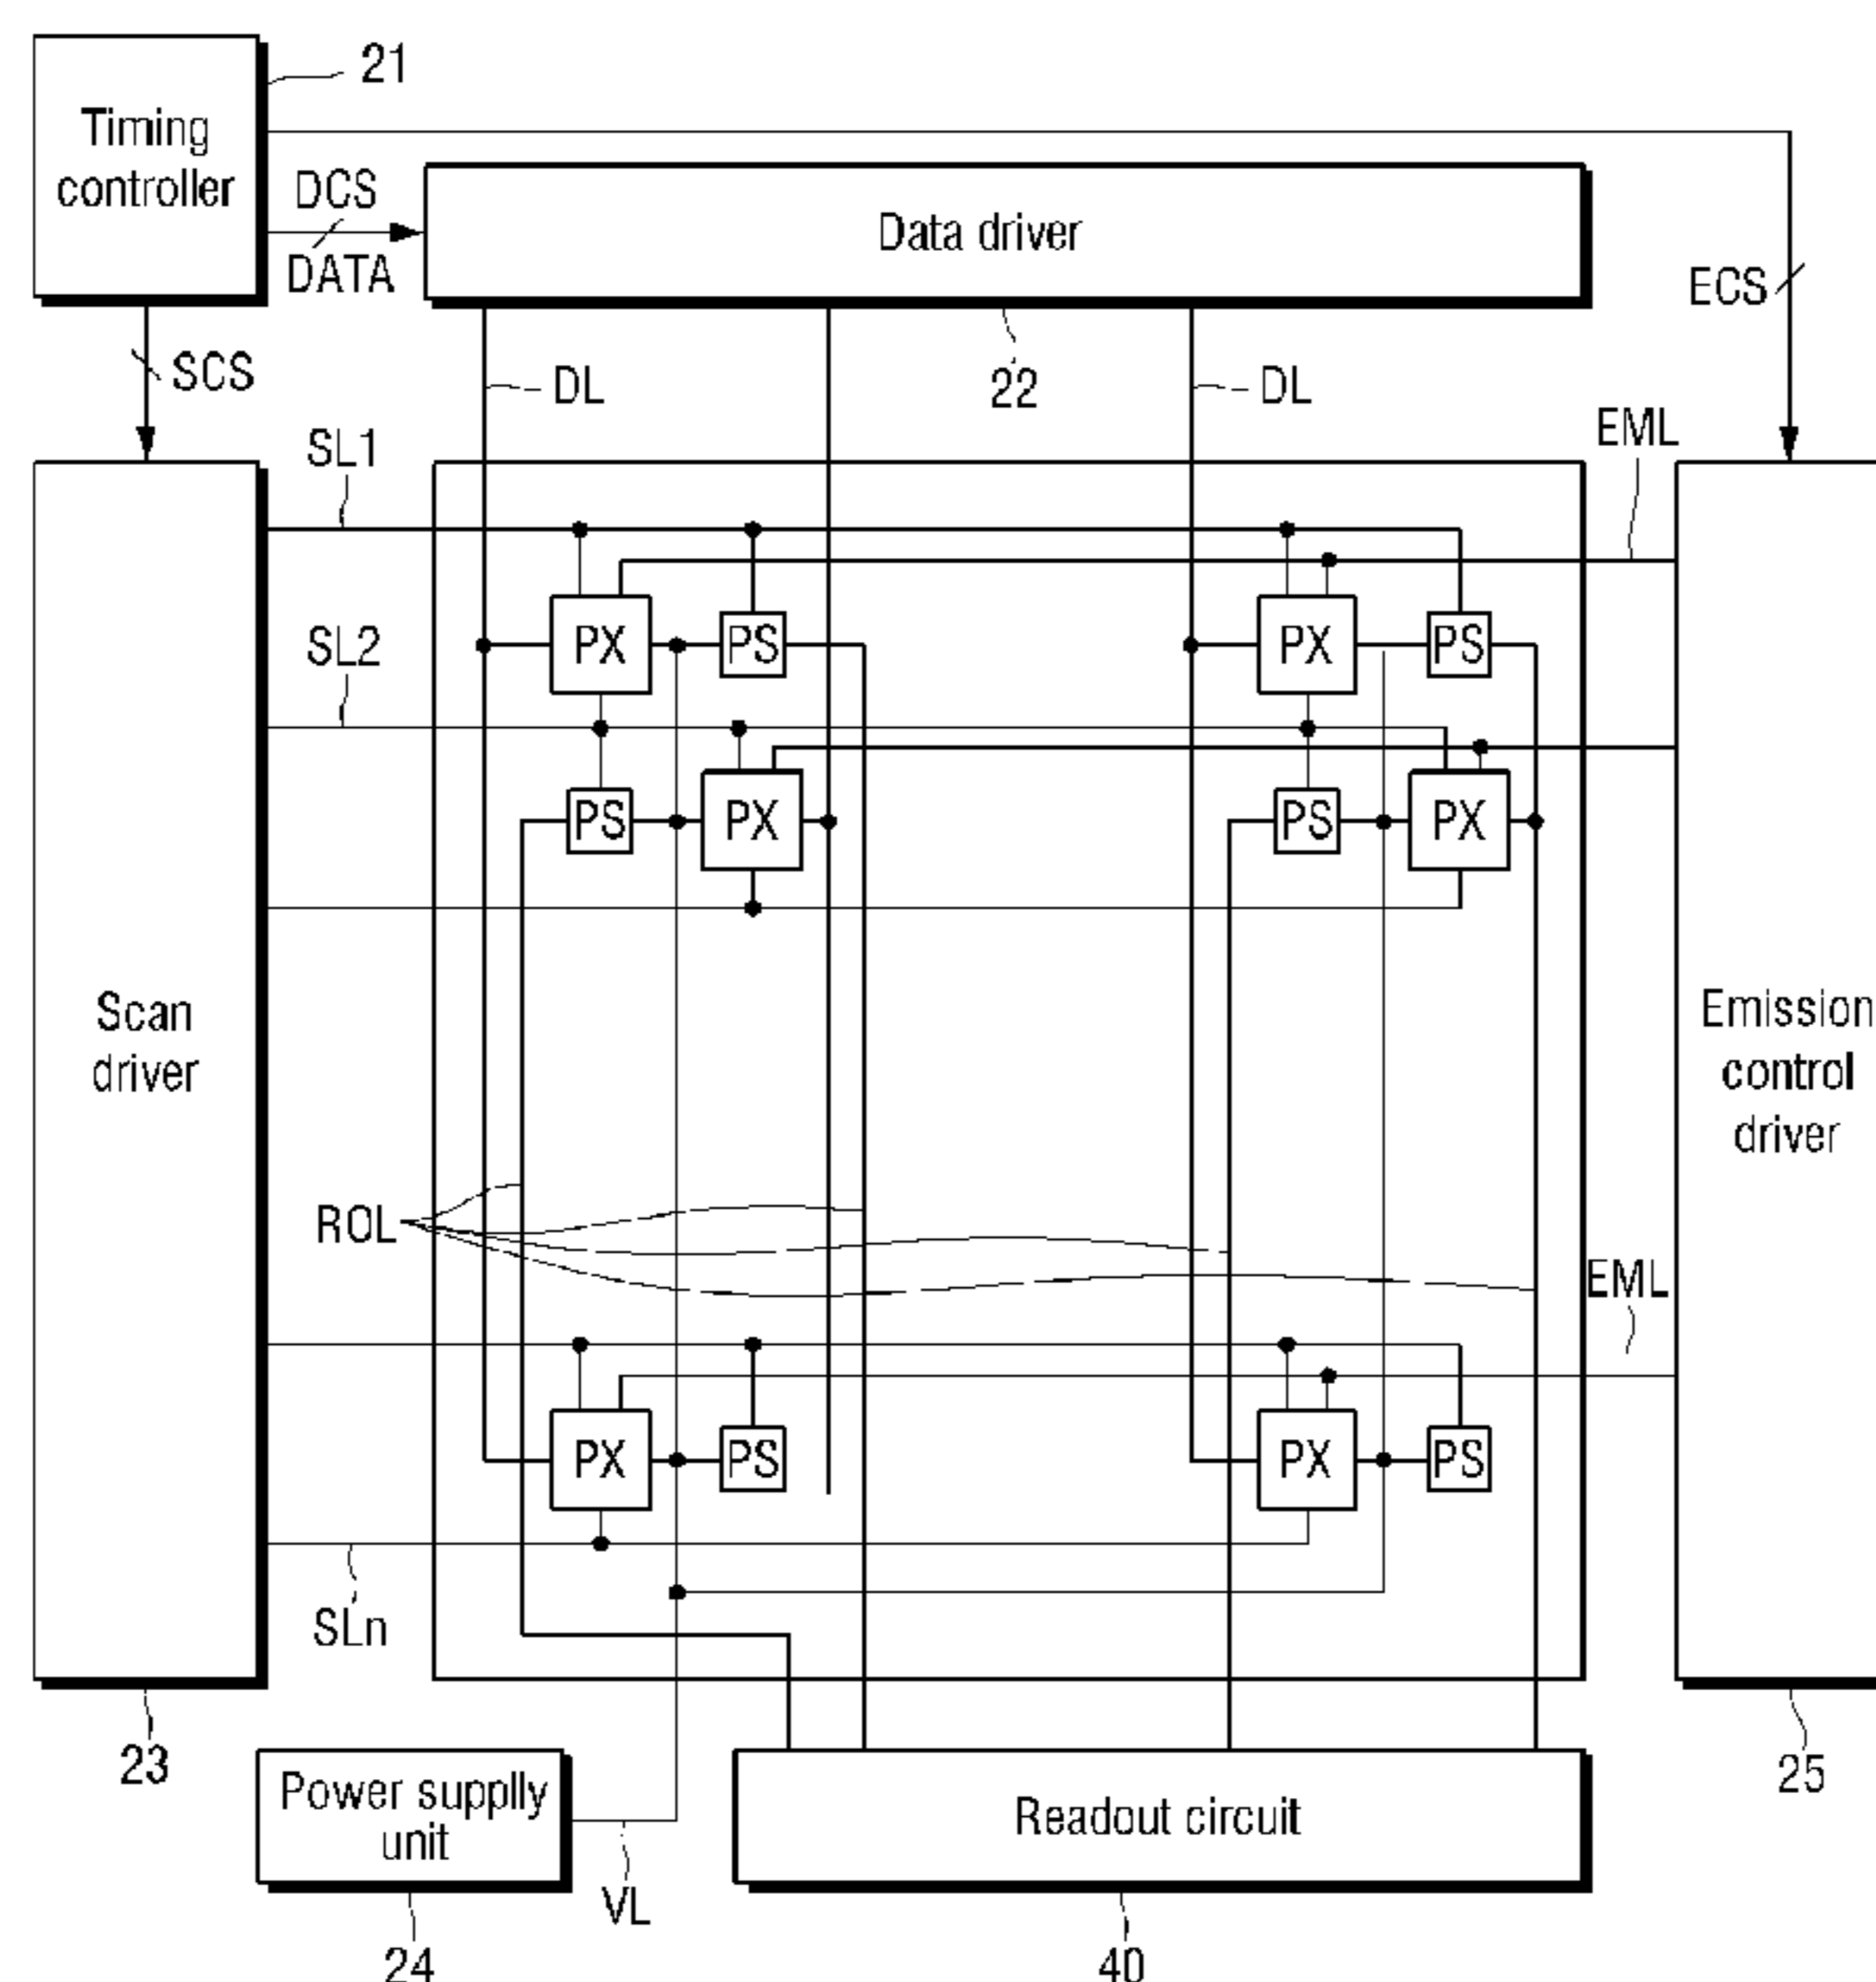 21
Timing
controller
DCS
DATA
Data driver
ECS
SCS
DL
22
DL
EML
SL1
SL2
PX
PS
PX
PS
PS
PX
PS
PX
Scan
driver
Emission
control
driver
ROL
EML
PX
PS
PX
PS
SLn
23
25
Power supplly
unit
Readout circuit
VL
24
40